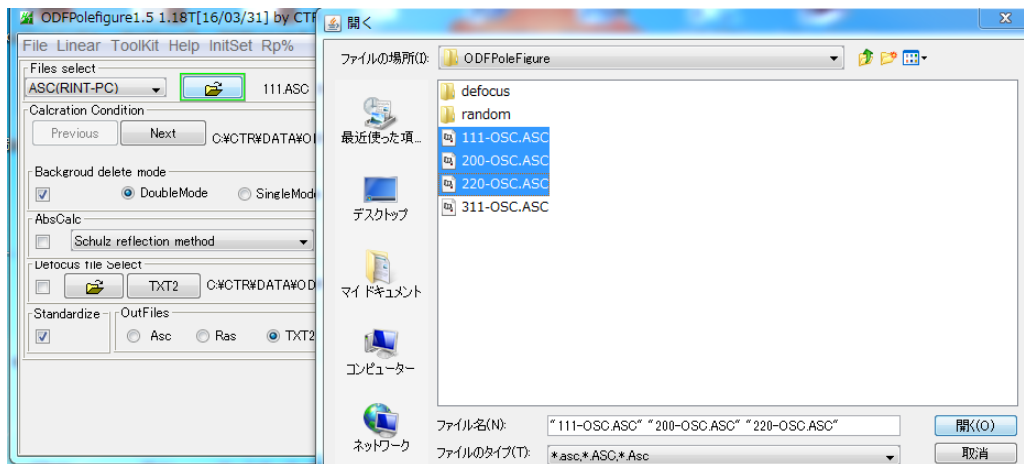 ODFPolefigure1.5 1.18T[16/03/31] by CTR
File Linear ToolKit Help InitSet Rp%
Files select
ASC(RINT-PC)
111.ASC
Calcration Condition
Previous
Next
C:¥CTR¥DATA¥O
Backgroud delete mode
DoubleMode
SingleMod
AbsCalc
Schulz reflection method
Defocus file Select
TXT2
C:¥CTR¥DATA¥OD
Standardize
OutFiles
Asc
Ras
TXT2
開く
ファイルの場所(I):
ODFPoleFigure
最近使った項...
デスクトップ
マイ ドキュメント
コンピューター
ネットワーク
defocus
random
111-OSC.ASC
200-OSC.ASC
220-OSC.ASC
311-OSC.ASC
ファイル名(N):
"111-OSC.ASC" "200-OSC.ASC" "220-OSC.ASC"
開く(O)
ファイルのタイプ(T):
*.asc,*.ASC,*.Asc
取消